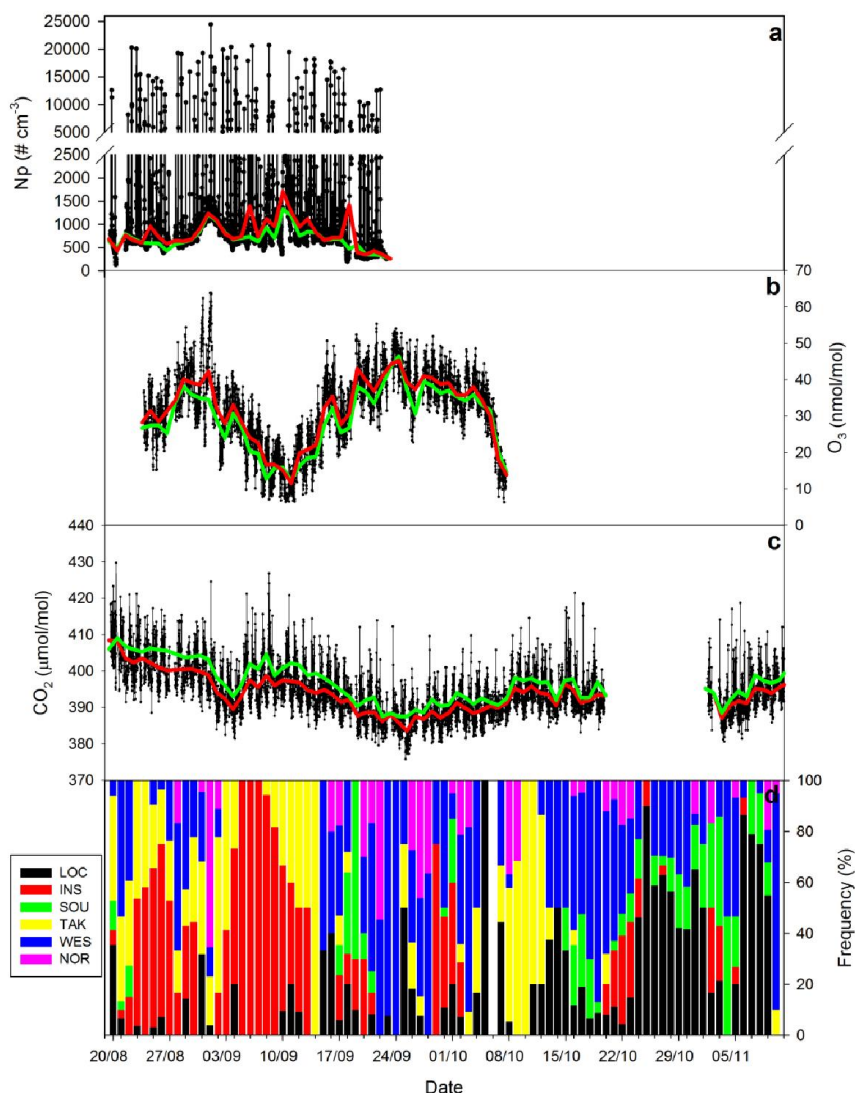 a
25000
20000
15000
10000
5000
2500
2000
1500
1000
500
0
Np (# cm⁻³)
b
70
60
50
40
30
20
10
0
O₃ (nmol/mol)
c
440
430
420
410
400
390
380
370
CO₂ (μmol/mol)
d
100
80
60
40
20
0
Frequency (%)
LOC
INS
SOU
TAK
WES
NOR
20/08 27/08 03/09 10/09 17/09 24/09 01/10 08/10 15/10 22/10 29/10 05/11
Date